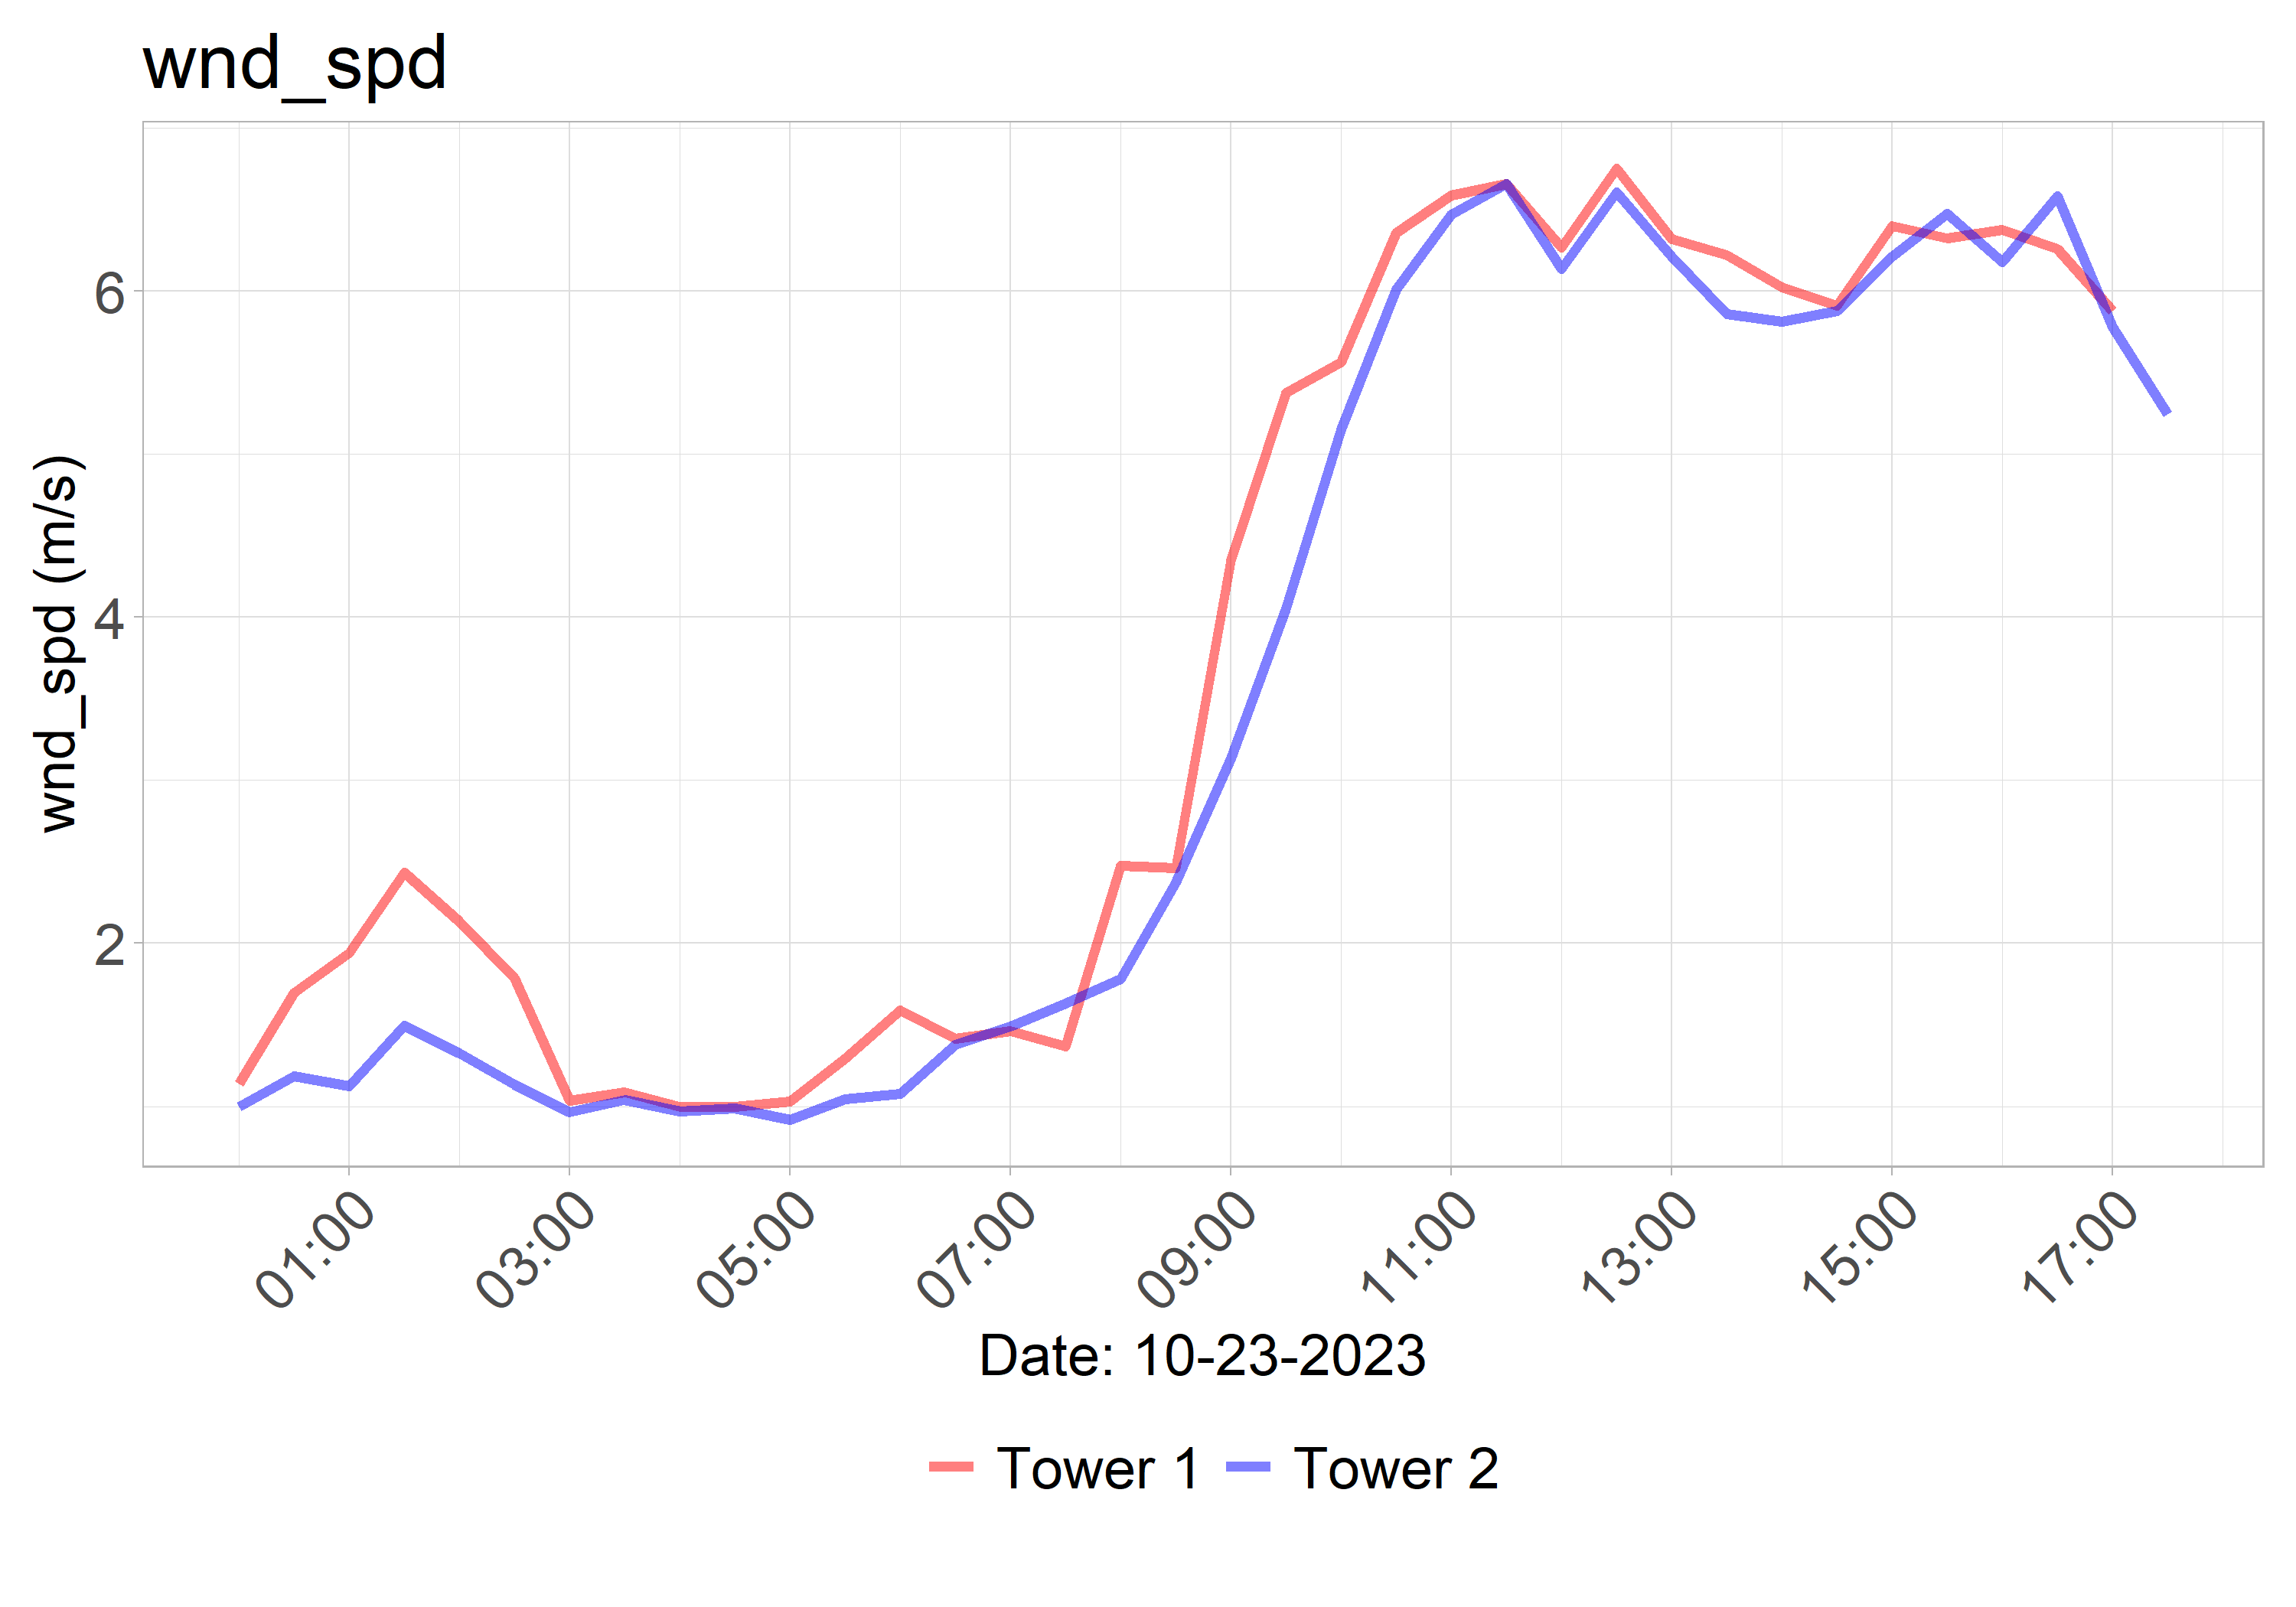 wnd_spd
wnd_spd (m/s)
6
4
2
01:00 03:00 05:00 07:00 09:00 11:00 13:00 15:00 17:00
Date: 10-23-2023
Tower 1 Tower 2